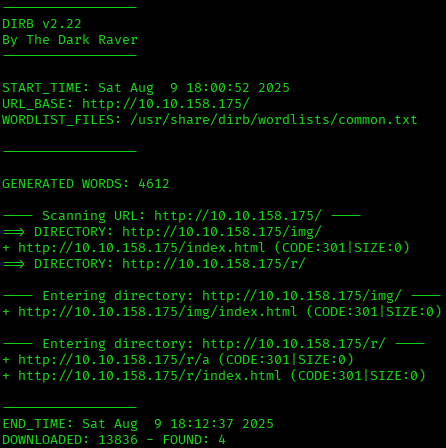 -----------------
DIRB v2.22
By The Dark Raver
-----------------
START_TIME: Sat Aug  9 18:00:52 2025
URL_BASE: http://10.10.158.175/
WORDLIST_FILES: /usr/share/dirb/wordlists/common.txt
-----------------
GENERATED WORDS: 4612
---- Scanning URL: http://10.10.158.175/ ----
==> DIRECTORY: http://10.10.158.175/img/
+ http://10.10.158.175/index.html (CODE:301|SIZE:0)
==> DIRECTORY: http://10.10.158.175/r/
---- Entering directory: http://10.10.158.175/img/ ----
+ http://10.10.158.175/img/index.html (CODE:301|SIZE:0)
---- Entering directory: http://10.10.158.175/r/ ----
+ http://10.10.158.175/r/a (CODE:301|SIZE:0)
+ http://10.10.158.175/r/index.html (CODE:301|SIZE:0)
-----------------
END_TIME: Sat Aug  9 18:12:37 2025
DOWNLOADED: 13836 - FOUND: 4